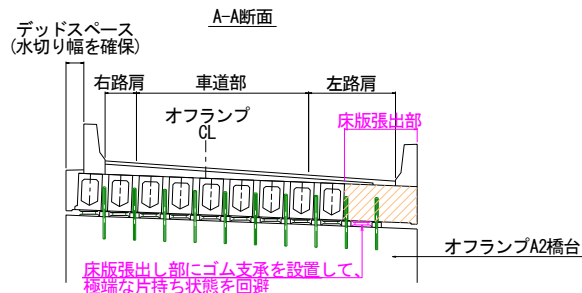 A-A断面
デッドスペース
(水切り幅を確保)
右路肩
車道部
左路肩
オフランプ
CL
床版張出部
オフランプA2橋台
床版張出し部にゴム支承を設置して、
極端な片持ち状態を回避